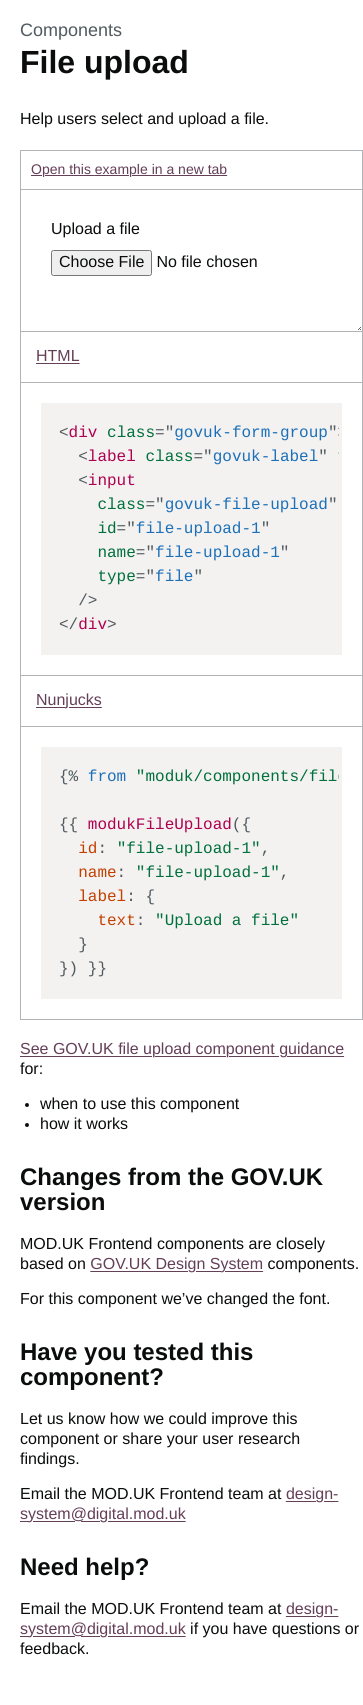 Components
File upload
Help users select and upload a file.
Open this example in a new tab
Upload a file
Choose File No file chosen
HTML
<div class="govuk-form-group"
<label class="govuk-label"
<input
class="govuk-file-upload"
id="file-upload-1"
name="file-upload-1"
type="file"
/>
</div>
Nunjucks
{% from "moduk/components/file
{{ modukFileUpload({
id: "file-upload-1",
name: "file-upload-1",
label: {
text: "Upload a file"
}
}) }}
See GOV.UK file upload component guidance
for:
• when to use this component
• how it works
Changes from the GOV.UK
version
MOD.UK Frontend components are closely
based on GOV.UK Design System components.
For this component we’ve changed the font.
Have you tested this
component?
Let us know how we could improve this
component or share your user research
findings.
Email the MOD.UK Frontend team at design-
system@digital.mod.uk
Need help?
Email the MOD.UK Frontend team at design-
system@digital.mod.uk if you have questions or
feedback.